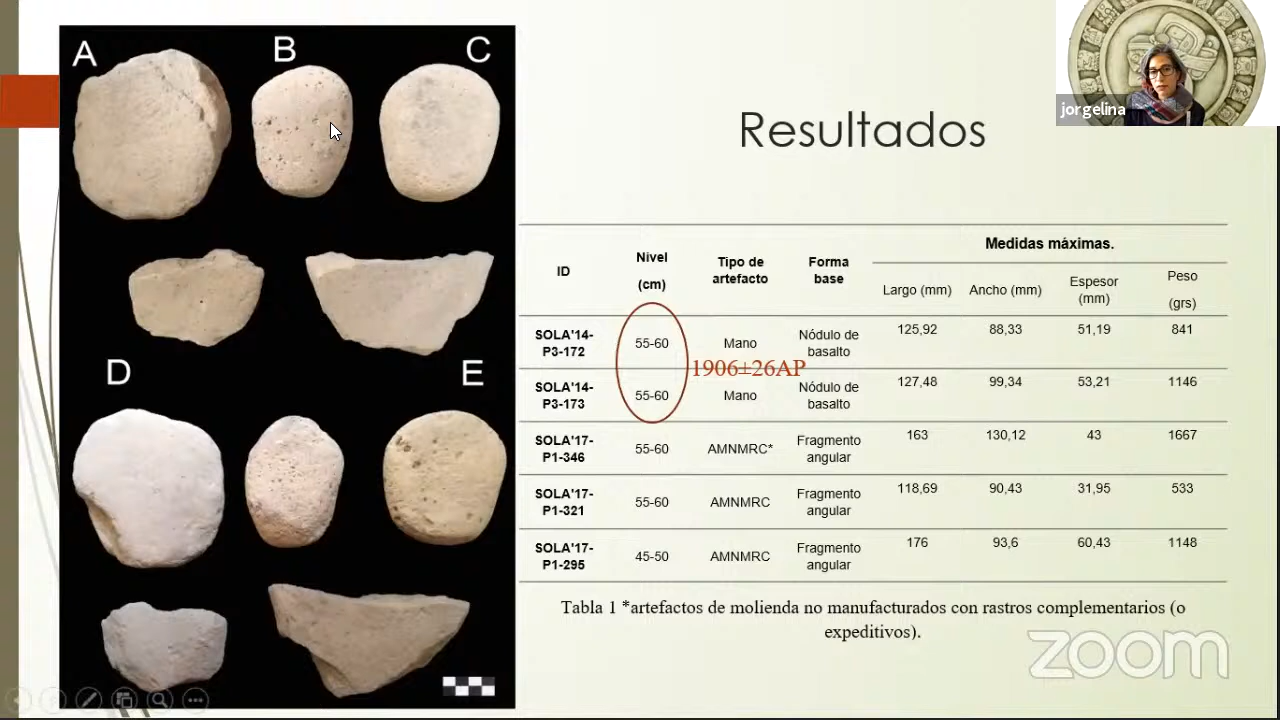 A
B
C
D
E
jorgelina
Resultados
ID
Nivel
(cm)
Tipo de
artefacto
Forma
base
Medidas máximas.
Largo (mm)
Ancho (mm)
Espesor
(mm)
Peso
(grs)
SOLA'14-
P3-172
55-60
Mano
Nódulo de
basalto
125,92
88,33
51,19
841
1906±26AP
SOLA'14-
P3-173
55-60
Mano
Nódulo de
basalto
127,48
99,34
53,21
1146
SOLA'17-
P1-346
55-60
AMNMRC*
Fragmento
angular
163
130,12
43
1667
SOLA'17-
P1-321
55-60
AMNMRC
Fragmento
angular
118,69
90,43
31,95
533
SOLA'17-
P1-295
45-50
AMNMRC
Fragmento
angular
176
93,6
60,43
1148
Tabla 1 *artefactos de molienda no manufacturados con rastros complementarios (o
expeditivos).
zoom